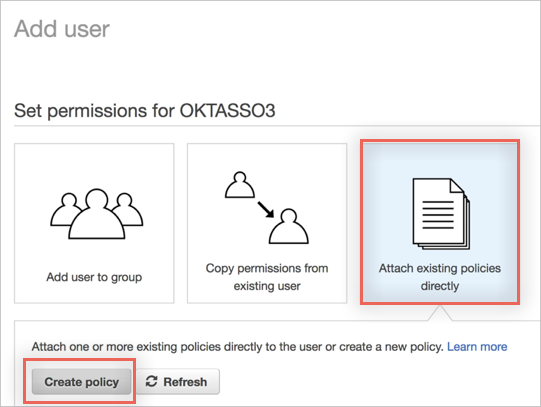 Add user
Set permissions for OKTASSO3
Add user to group
Copy permissions from
existing user
Attach existing policies
directly
Attach one or more existing policies directly to the user or create a new policy. Learn more
Create policy
Refresh